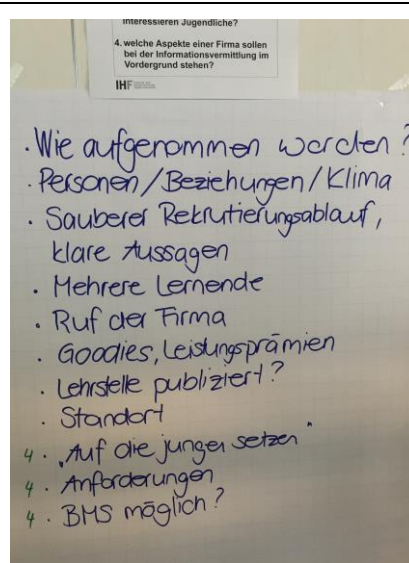 interessieren Jugendliche?
4. welche Aspekte einer Firma sollen
bei der Informationsvermittlung im
Vordergrund stehen?
IHF
· Wie aufgenommen werden?
· Personen/Beziehungen/Klima
· Sauberer Rekrutierungsablauf,
klare Aussagen
· Mehrere Lernende
· Ruf der Firma
· Goodies, Leistungsprämien
· Lehrstelle publiziert?
· Standort
4 · „Auf die jungen setzen"
4 · Anforderungen
4 · BMS möglich?